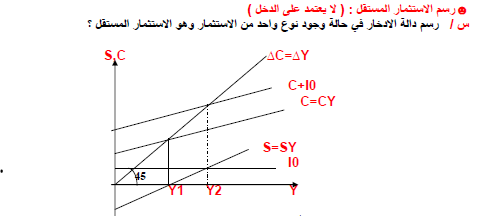 ☻رسم الاستثمار المستقل : ( لا يعتمد على الدخل )
س / رسم دالة الادخار في حالة وجود نوع واحد من الاستثمار وهو الاستثمار المستقل ؟
S,C
ΔC=ΔY
C+I0
C=CY
S=SY
I0
45
Y1 Y2 Y